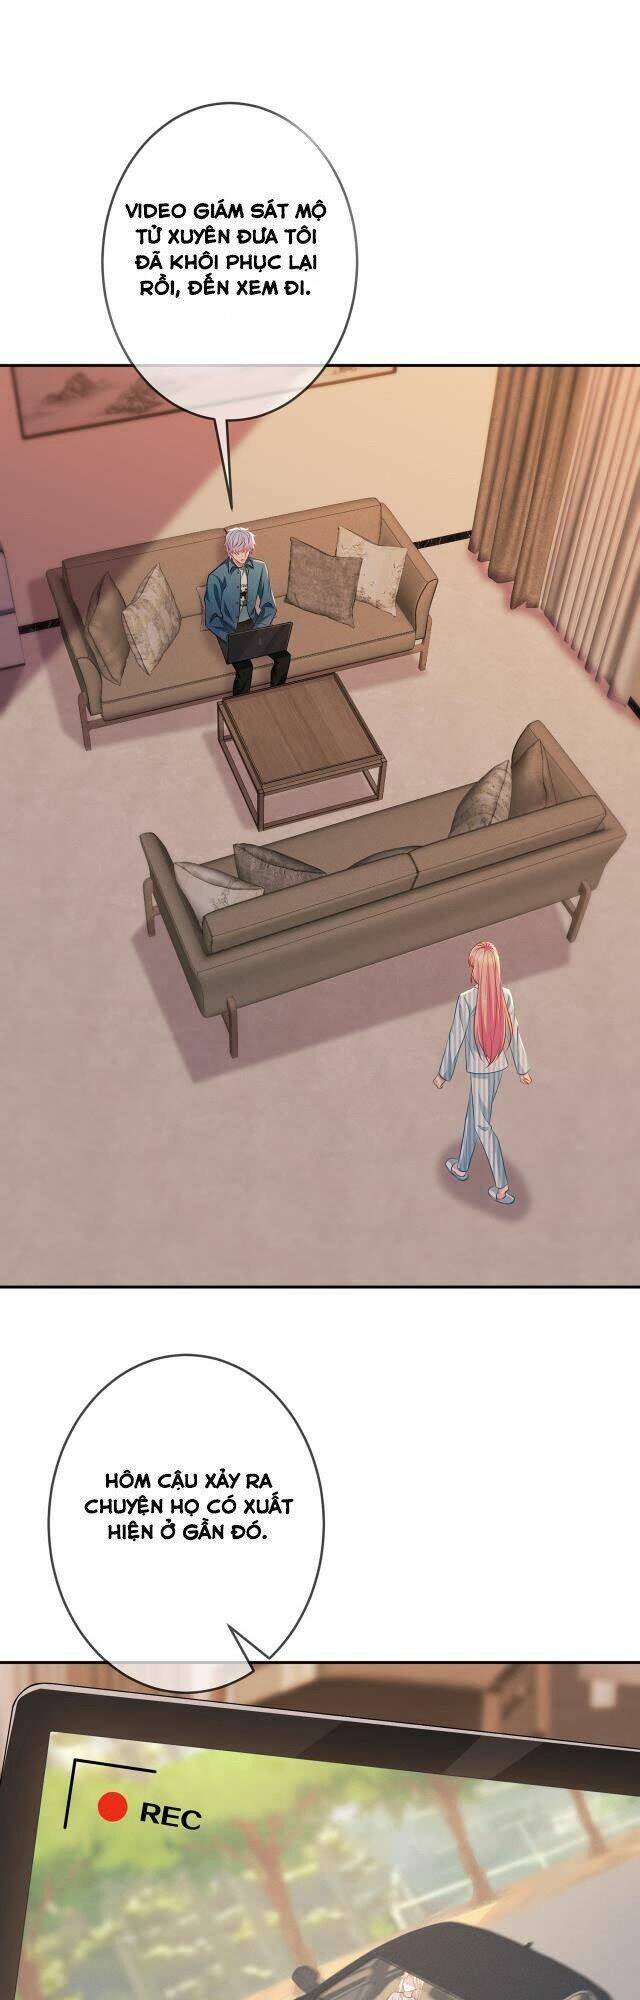 VIDEO GIÁM SÁT MỘ
TỬ XUYÊN ĐƯA TÔI
ĐÃ KHÔI PHỤC LẠI
RỒI, ĐẾN XEM ĐI.
HÔM CẬU XẢY RA
CHUYỆN HỌ CÓ XUẤT
HIỆN Ở GẦN ĐÓ.
REC